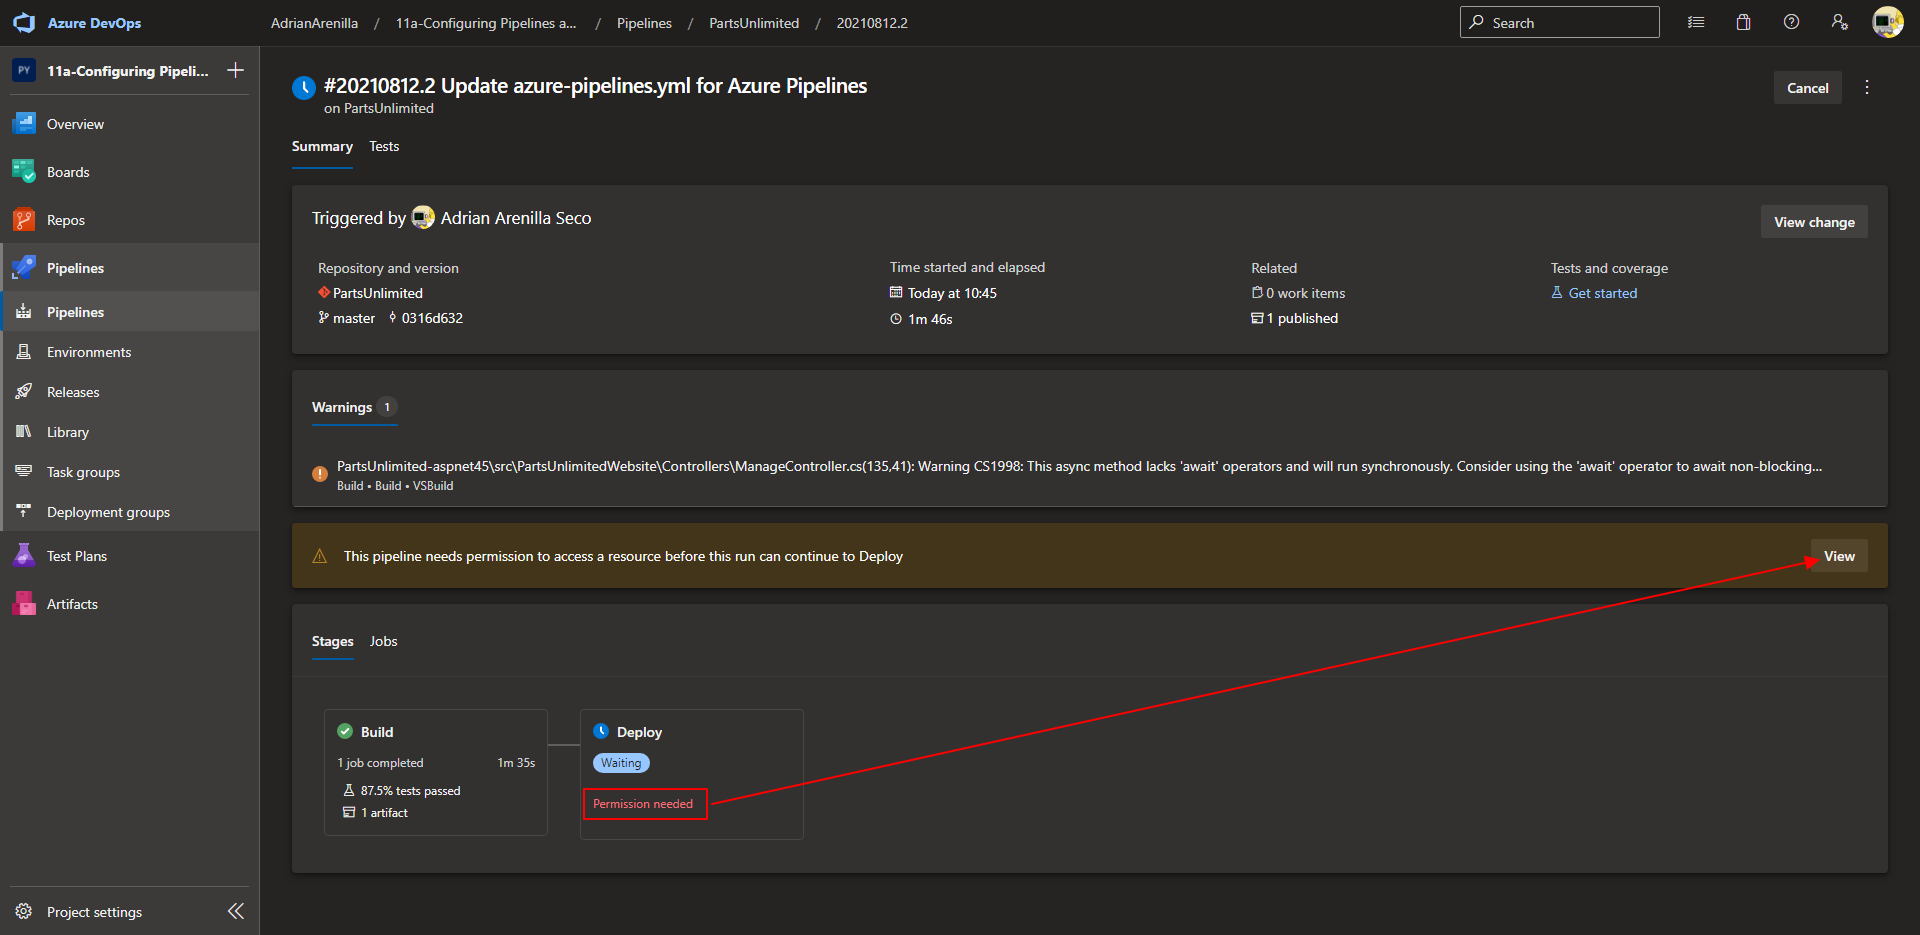 Azure DevOps
AdrianArenilla / 11a-Configuring Pipelines a... / Pipelines / PartsUnlimited / 20210812.2
Search
PY 11a-Configuring Pipeli...
Overview
Boards
Repos
Pipelines
Pipelines
Environments
Releases
Library
Task groups
Deployment groups
Test Plans
Artifacts
Project settings
#20210812.2 Update azure-pipelines.yml for Azure Pipelines
on PartsUnlimited
Cancel
Summary Tests
Triggered by Adrian Arenilla Seco
View change
Repository and version
PartsUnlimited
master 0316d632
Time started and elapsed
Today at 10:45
1m 46s
Related
0 work items
1 published
Tests and coverage
Get started
Warnings 1
PartsUnlimited-aspnet45\src\PartsUnlimitedWebsite\Controllers\ManageController.cs(135,41): Warning CS1998: This async method lacks 'await' operators and will run synchronously. Consider using the 'await' operator to await non-blocking...
Build • Build • VSBuild
This pipeline needs permission to access a resource before this run can continue to Deploy
View
Stages Jobs
Build
1 job completed 1m 35s
87.5% tests passed
1 artifact
Deploy
Waiting
Permission needed